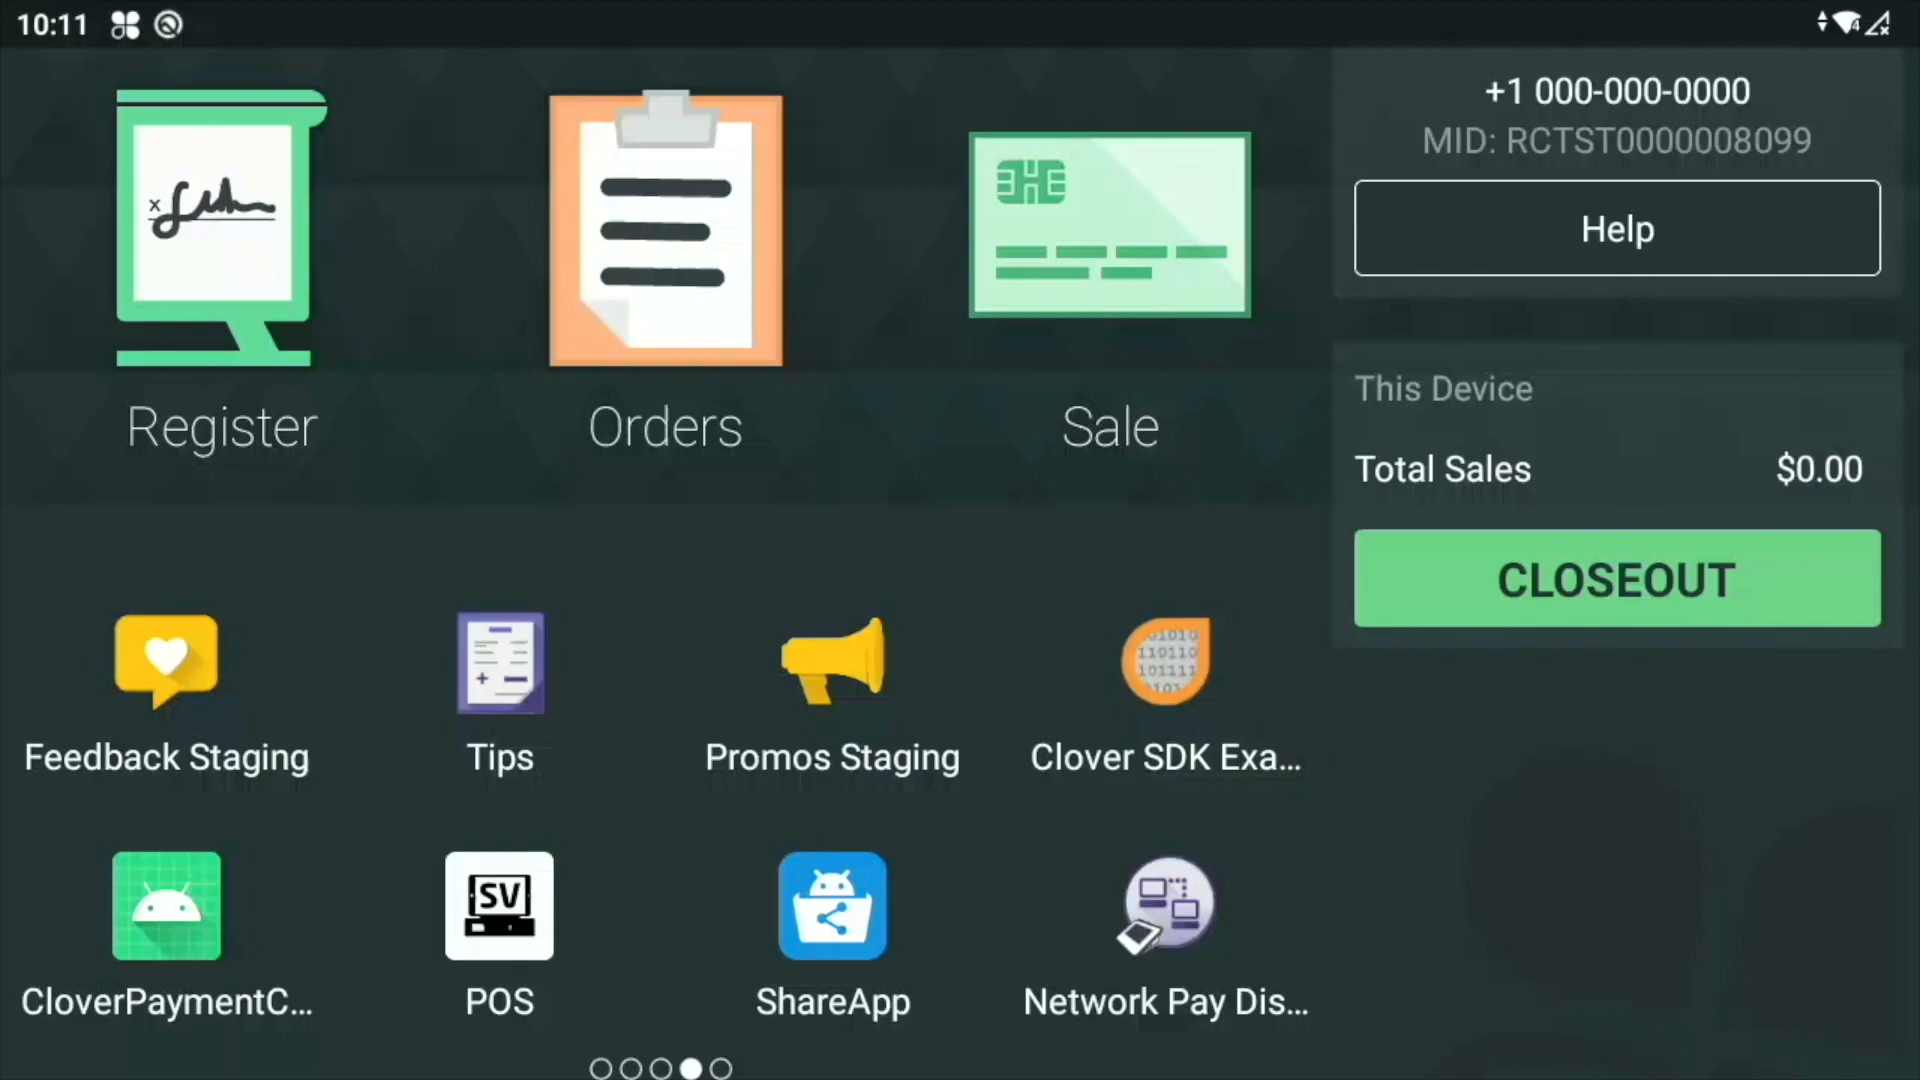 10:11
+1 000-000-0000
MID: RCTST0000008099
Help
Register
Orders
Sale
This Device
Total Sales
$0.00
CLOSEOUT
Feedback Staging
Tips
Promos Staging
Clover SDK Exa...
CloverPaymentC...
SV
POS
ShareApp
Network Pay Dis...